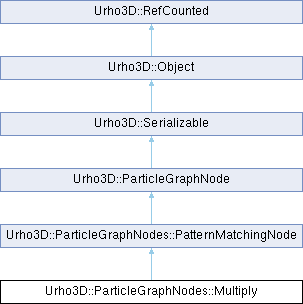 Urho3D::RefCounted
Urho3D::Object
Urho3D::Serializable
Urho3D::ParticleGraphNode
Urho3D::ParticleGraphNodes::PatternMatchingNode
Urho3D::ParticleGraphNodes::Multiply